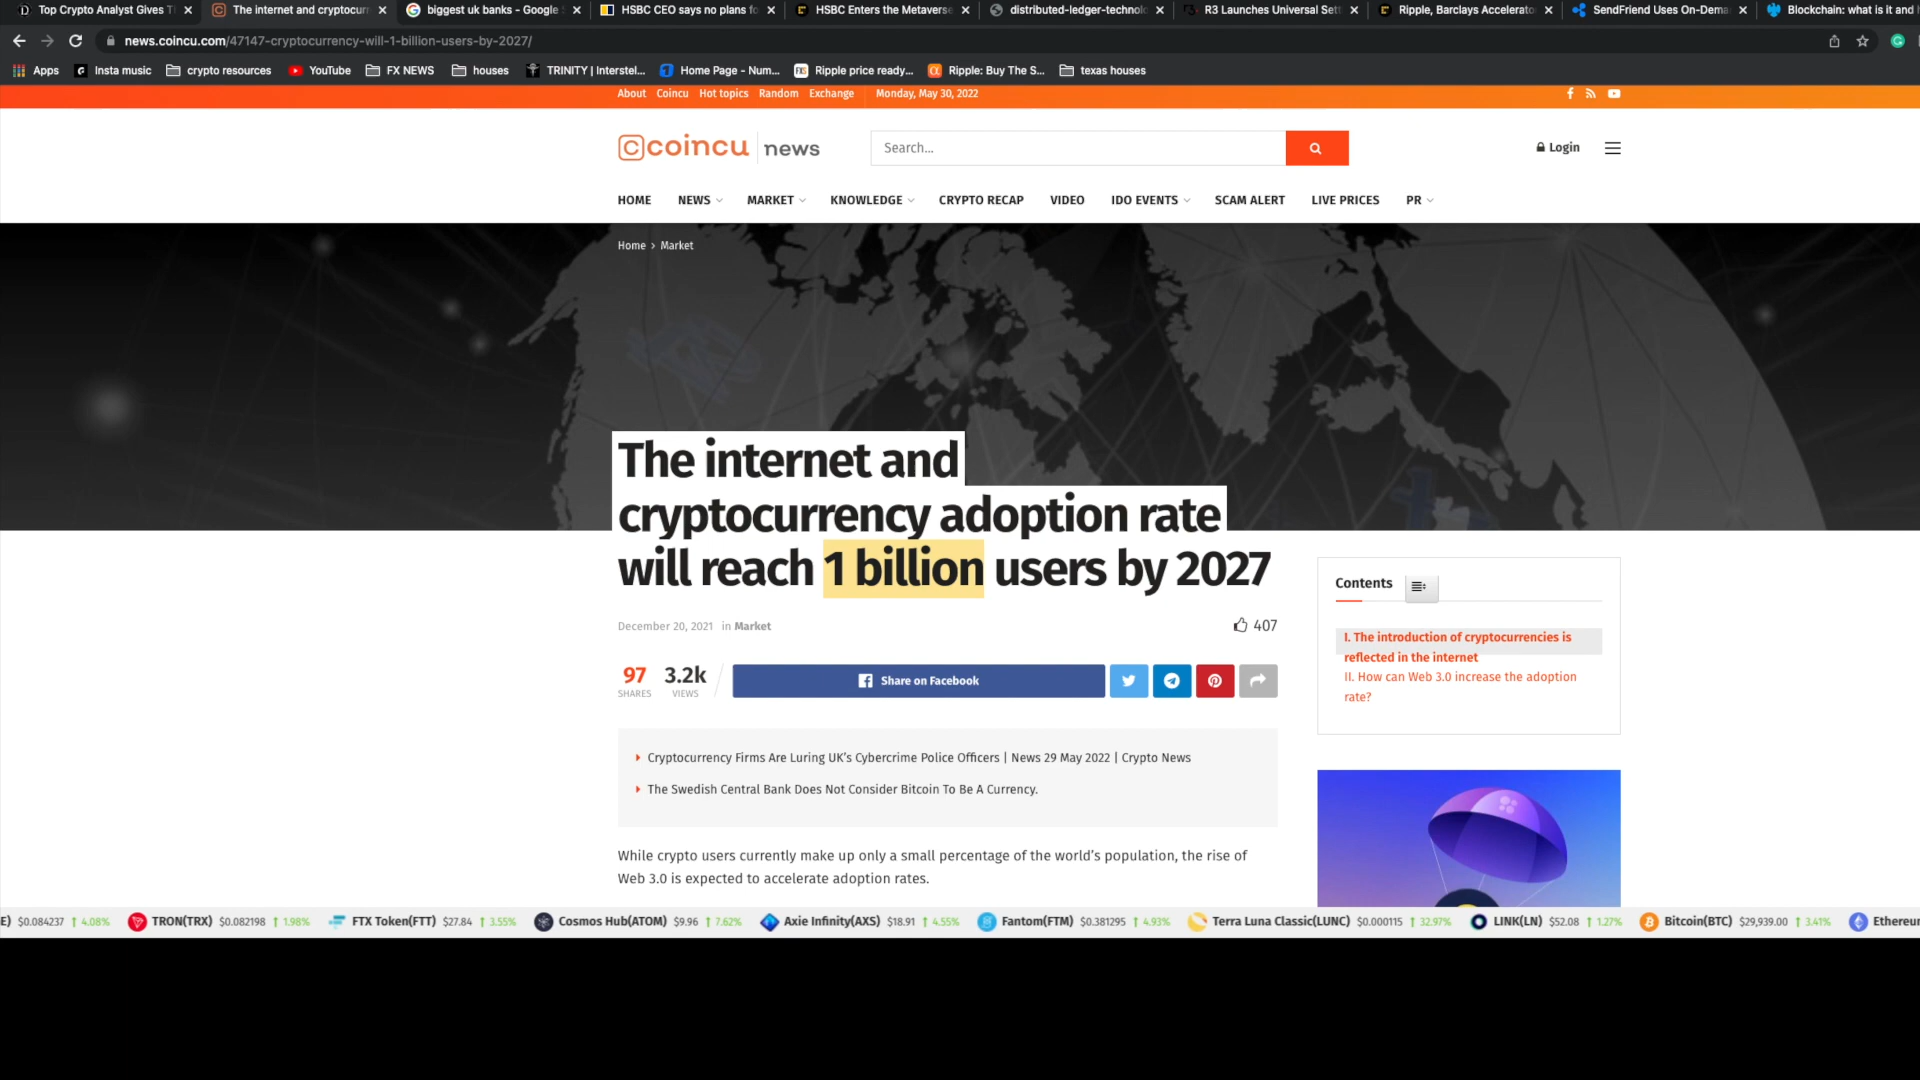 Top Crypto Analyst Gives T
The internet and cryptocurr
biggest uk banks - Google S
HSBC CEO says no plans fo
HSBC Enters the Metaverse
distributed-ledger-technolo
R3 Launches Universal Sett
Ripple, Barclays Accelerato
SendFriend Uses On-Dema
Blockchain: what is it and h
news.coincu.com/47147-cryptocurrency-will-1-billion-users-by-2027/
Apps
Insta music
crypto resources
YouTube
FX NEWS
houses
TRINITY | Interstel...
Home Page - Num...
Ripple price ready...
Ripple: Buy The S...
texas houses
About Coincu Hot topics Random Exchange Monday, May 30, 2022
coincu news
Search...
Login
HOME NEWS MARKET KNOWLEDGE CRYPTO RECAP VIDEO IDO EVENTS SCAM ALERT LIVE PRICES PR
Home > Market
The internet and
cryptocurrency adoption rate
will reach 1 billion users by 2027
December 20, 2021 in Market
407
97 3.2k
SHARES VIEWS
Share on Facebook
Contents
I. The introduction of cryptocurrencies is
reflected in the internet
II. How can Web 3.0 increase the adoption
rate?
Cryptocurrency Firms Are Luring UK's Cybercrime Police Officers | News 29 May 2022 | Crypto News
The Swedish Central Bank Does Not Consider Bitcoin To Be A Currency.
While crypto users currently make up only a small percentage of the world's population, the rise of
Web 3.0 is expected to accelerate adoption rates.
E) $0.084237 ↑ 4.08% TRON(TRX) $0.082198 ↑ 1.98% FTX Token(FTT) $27.84 ↑ 3.55% Cosmos Hub(ATOM) $9.96 ↑ 7.62% Axie Infinity(AXS) $18.91 ↑ 4.55% Fantom(FTM) $0.381295 ↑ 4.93% Terra Luna Classic(LUNC) $0.000115 ↑ 32.97% LINK(LN) $52.08 ↑ 1.27% Bitcoin(BTC) $29,939.00 ↑ 3.41% Ethereu